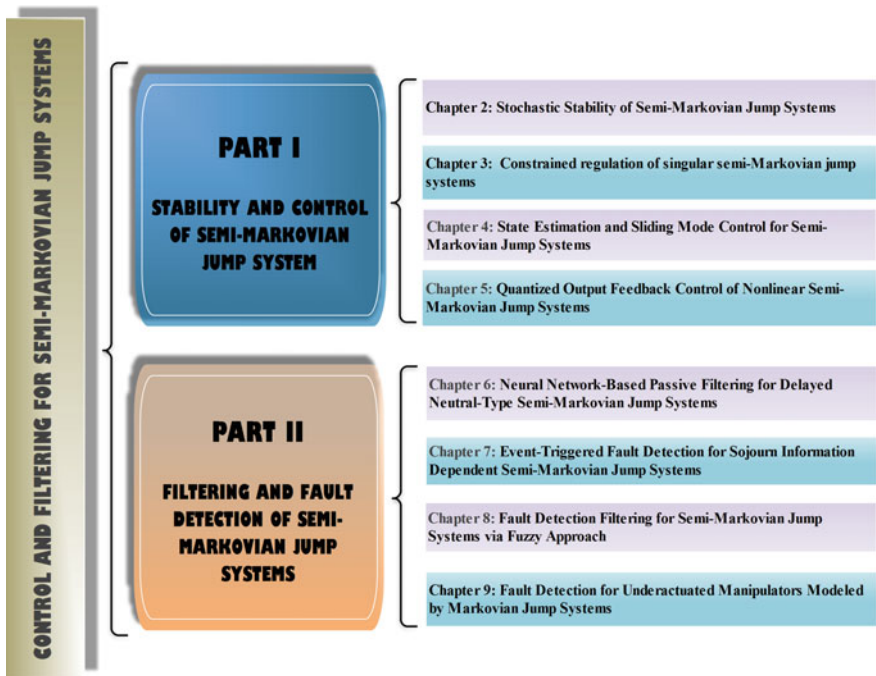 CONTROL AND FILTERING FOR SEMI-MARKOVIAN JUMP SYSTEMS
PART I
STABILITY AND CONTROL
OF SEMI-MARKOVIAN
JUMP SYSTEM
Chapter 2: Stochastic Stability of Semi-Markovian Jump Systems
Chapter 3: Constrained regulation of singular semi-Markovian jump
systems
Chapter 4: State Estimation and Sliding Mode Control for Semi-
Markovian Jump Systems
Chapter 5: Quantized Output Feedback Control of Nonlinear Semi-
Markovian Jump Systems
PART II
FILTERING AND FAULT
DETECTION OF SEMI-
MARKOVIAN JUMP
SYSTEMS
Chapter 6: Neural Network-Based Passive Filtering for Delayed
Neutral-Type Semi-Markovian Jump Systems
Chapter 7: Event-Triggered Fault Detection for Sojourn Information
Dependent Semi-Markovian Jump Systems
Chapter 8: Fault Detection Filtering for Semi-Markovian Jump
Systems via Fuzzy Approach
Chapter 9: Fault Detection for Underactuated Manipulators Modeled
by Markovian Jump Systems